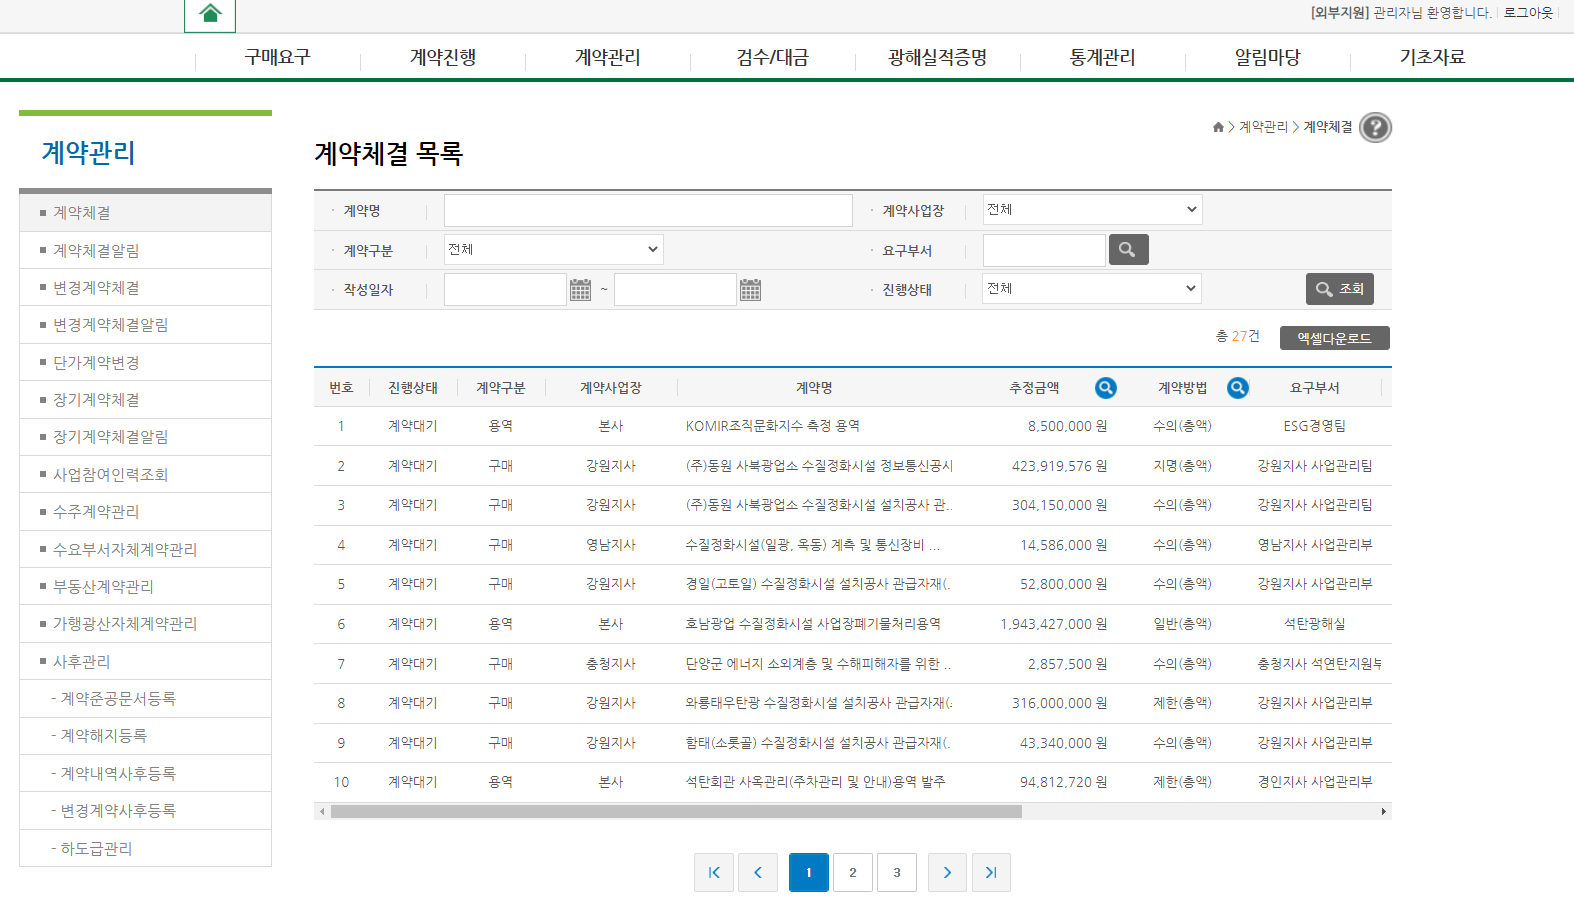 [외부지원] 관리자님 환영합니다. 로그아웃
구매요구 계약진행 계약관리 검수/대금 광해실적증명 통계관리 알림마당 기초자료
계약관리
계약체결
계약체결알림
변경계약체결
변경계약체결알림
단가계약변경
장기계약체결
장기계약체결알림
사업참여인력조회
수주계약관리
수요부서자체계약관리
부동산계약관리
가행광산자체계약관리
사후관리
- 계약준공문서등록
- 계약해지등록
- 계약내역사후등록
- 변경계약사후등록
- 하도급관리
> 계약관리 > 계약체결 ?
계약체결 목록
계약명 계약사업장 전체
계약구분 전체 요구부서
작성일자 ~ 진행상태 전체 조회
총 27건 엑셀다운로드
번호 진행상태 계약구분 계약사업장 계약명 추정금액 계약방법 요구부서
1 계약대기 용역 본사 KOMIR조직문화지수 측정 용역 8,500,000 원 수의(총액) ESG경영팀
2 계약대기 구매 강원지사 (주)동원 사북광업소 수질정화시설 정보통신공사 423,919,576 원 지명(총액) 강원지사 사업관리팀
3 계약대기 구매 강원지사 (주)동원 사북광업소 수질정화시설 설치공사 관.. 304,150,000 원 수의(총액) 강원지사 사업관리팀
4 계약대기 구매 영남지사 수질정화시설(일광, 옥동) 계측 및 통신장비 ... 14,586,000 원 수의(총액) 영남지사 사업관리부
5 계약대기 구매 강원지사 경일(고토일) 수질정화시설 설치공사 관급자재(. 52,800,000 원 수의(총액) 강원지사 사업관리부
6 계약대기 용역 본사 호남광업 수질정화시설 사업장폐기물처리용역 1,943,427,000 원 일반(총액) 석탄광해실
7 계약대기 구매 충청지사 단양군 에너지 소외계층 및 수해피해자를 위한 .. 2,857,500 원 수의(총액) 충청지사 석연탄지원부
8 계약대기 구매 강원지사 와룡태우탄광 수질정화시설 설치공사 관급자재(. 316,000,000 원 제한(총액) 강원지사 사업관리부
9 계약대기 구매 강원지사 함태(소롯골) 수질정화시설 설치공사 관급자재(. 43,340,000 원 수의(총액) 강원지사 사업관리부
10 계약대기 용역 본사 석탄회관 사옥관리(주차관리 및 안내)용역 발주 94,812,720 원 제한(총액) 경인지사 사업관리부
1 2 3